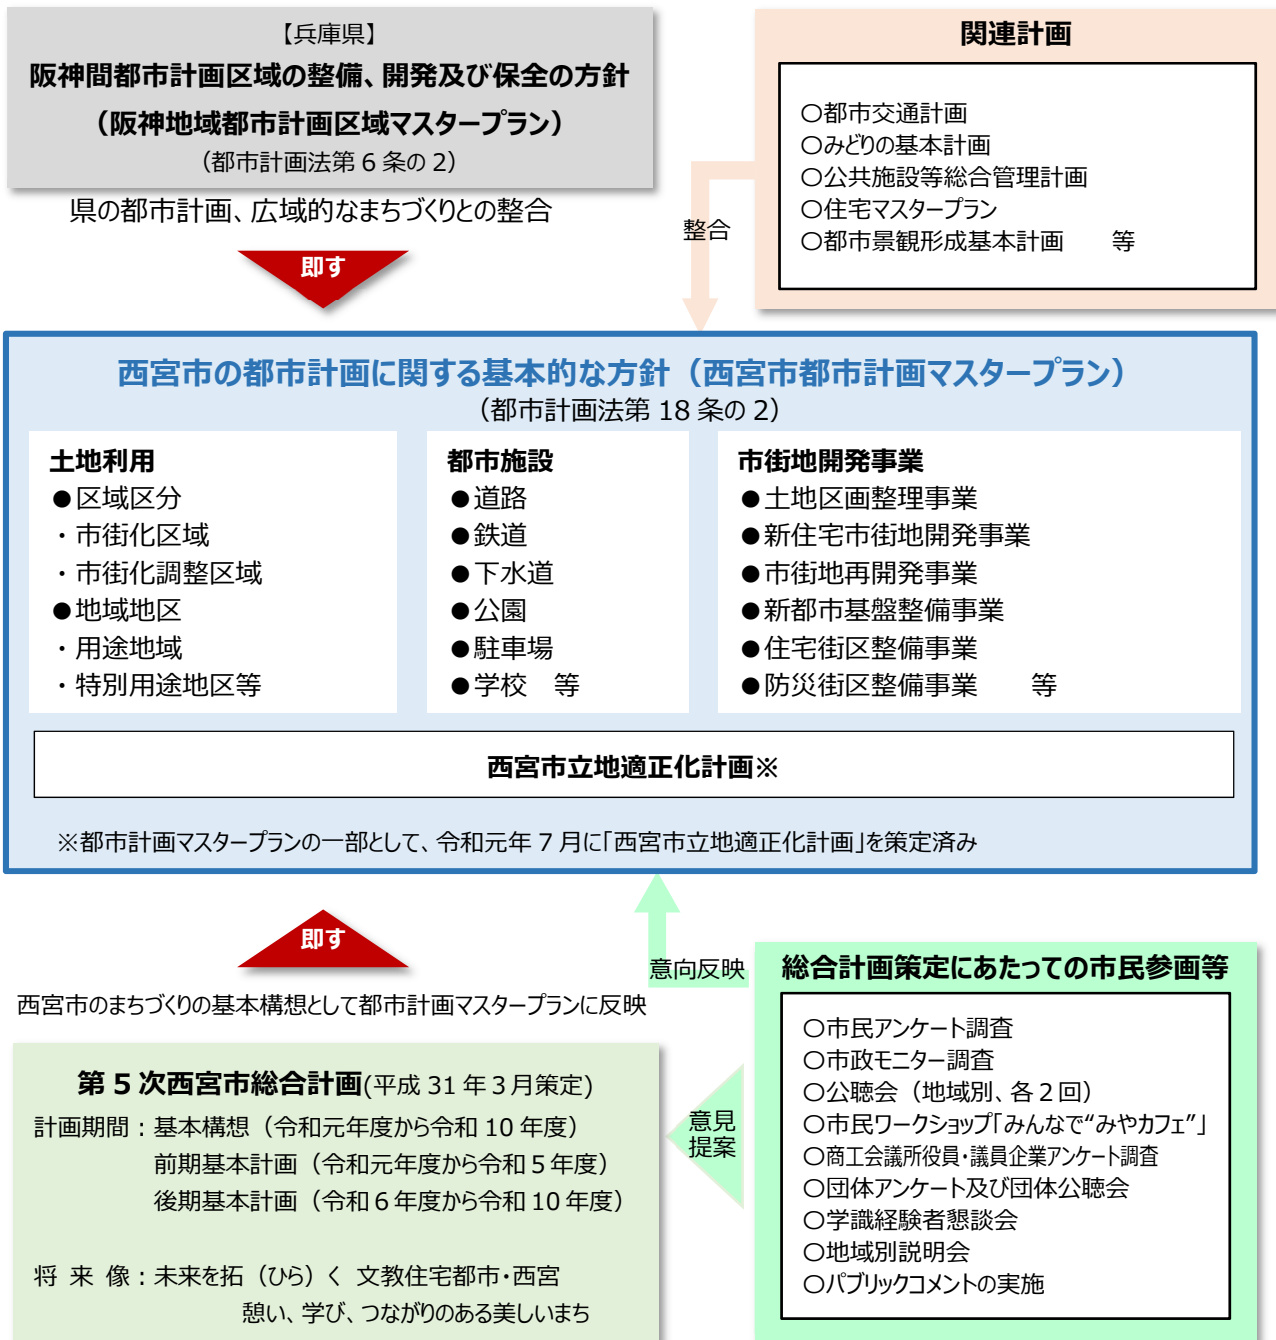 【兵庫県】
阪神間都市計画区域の整備、開発及び保全の方針
（阪神地域都市計画区域マスタープラン）
（都市計画法第 6 条の 2）
県の都市計画、広域的なまちづくりとの整合
即す
関連計画
〇都市交通計画
〇みどりの基本計画
〇公共施設等総合管理計画
〇住宅マスタープラン
〇都市景観形成基本計画　　等
整合
西宮市の都市計画に関する基本的な方針（西宮市都市計画マスタープラン）
（都市計画法第 18 条の 2）
土地利用
●区域区分
・市街化区域
・市街化調整区域
●地域地区
・用途地域
・特別用途地区等
都市施設
●道路
●鉄道
●下水道
●公園
●駐車場
●学校　等
市街地開発事業
●土地区画整理事業
●新住宅市街地開発事業
●市街地再開発事業
●新都市基盤整備事業
●住宅街区整備事業
●防災街区整備事業　　等
西宮市立地適正化計画※
※都市計画マスタープランの一部として、令和元年 7 月に「西宮市立地適正化計画」を策定済み
即す
西宮市のまちづくりの基本構想として都市計画マスタープランに反映
意向反映
第 5 次西宮市総合計画(平成 31 年３月策定)
計画期間：基本構想（令和元年度から令和 10 年度）
前期基本計画（令和元年度から令和５年度）
後期基本計画（令和６年度から令和 10 年度）
将 来 像：未来を拓（ひら）く 文教住宅都市・西宮
憩い、学び、つながりのある美しいまち
意見
提案
総合計画策定にあたっての市民参画等
〇市民アンケート調査
〇市政モニター調査
〇公聴会（地域別、各２回）
〇市民ワークショップ「みんなで“みやカフェ”」
〇商工会議所役員・議員企業アンケート調査
〇団体アンケート及び団体公聴会
〇学識経験者懇談会
〇地域別説明会
〇パブリックコメントの実施